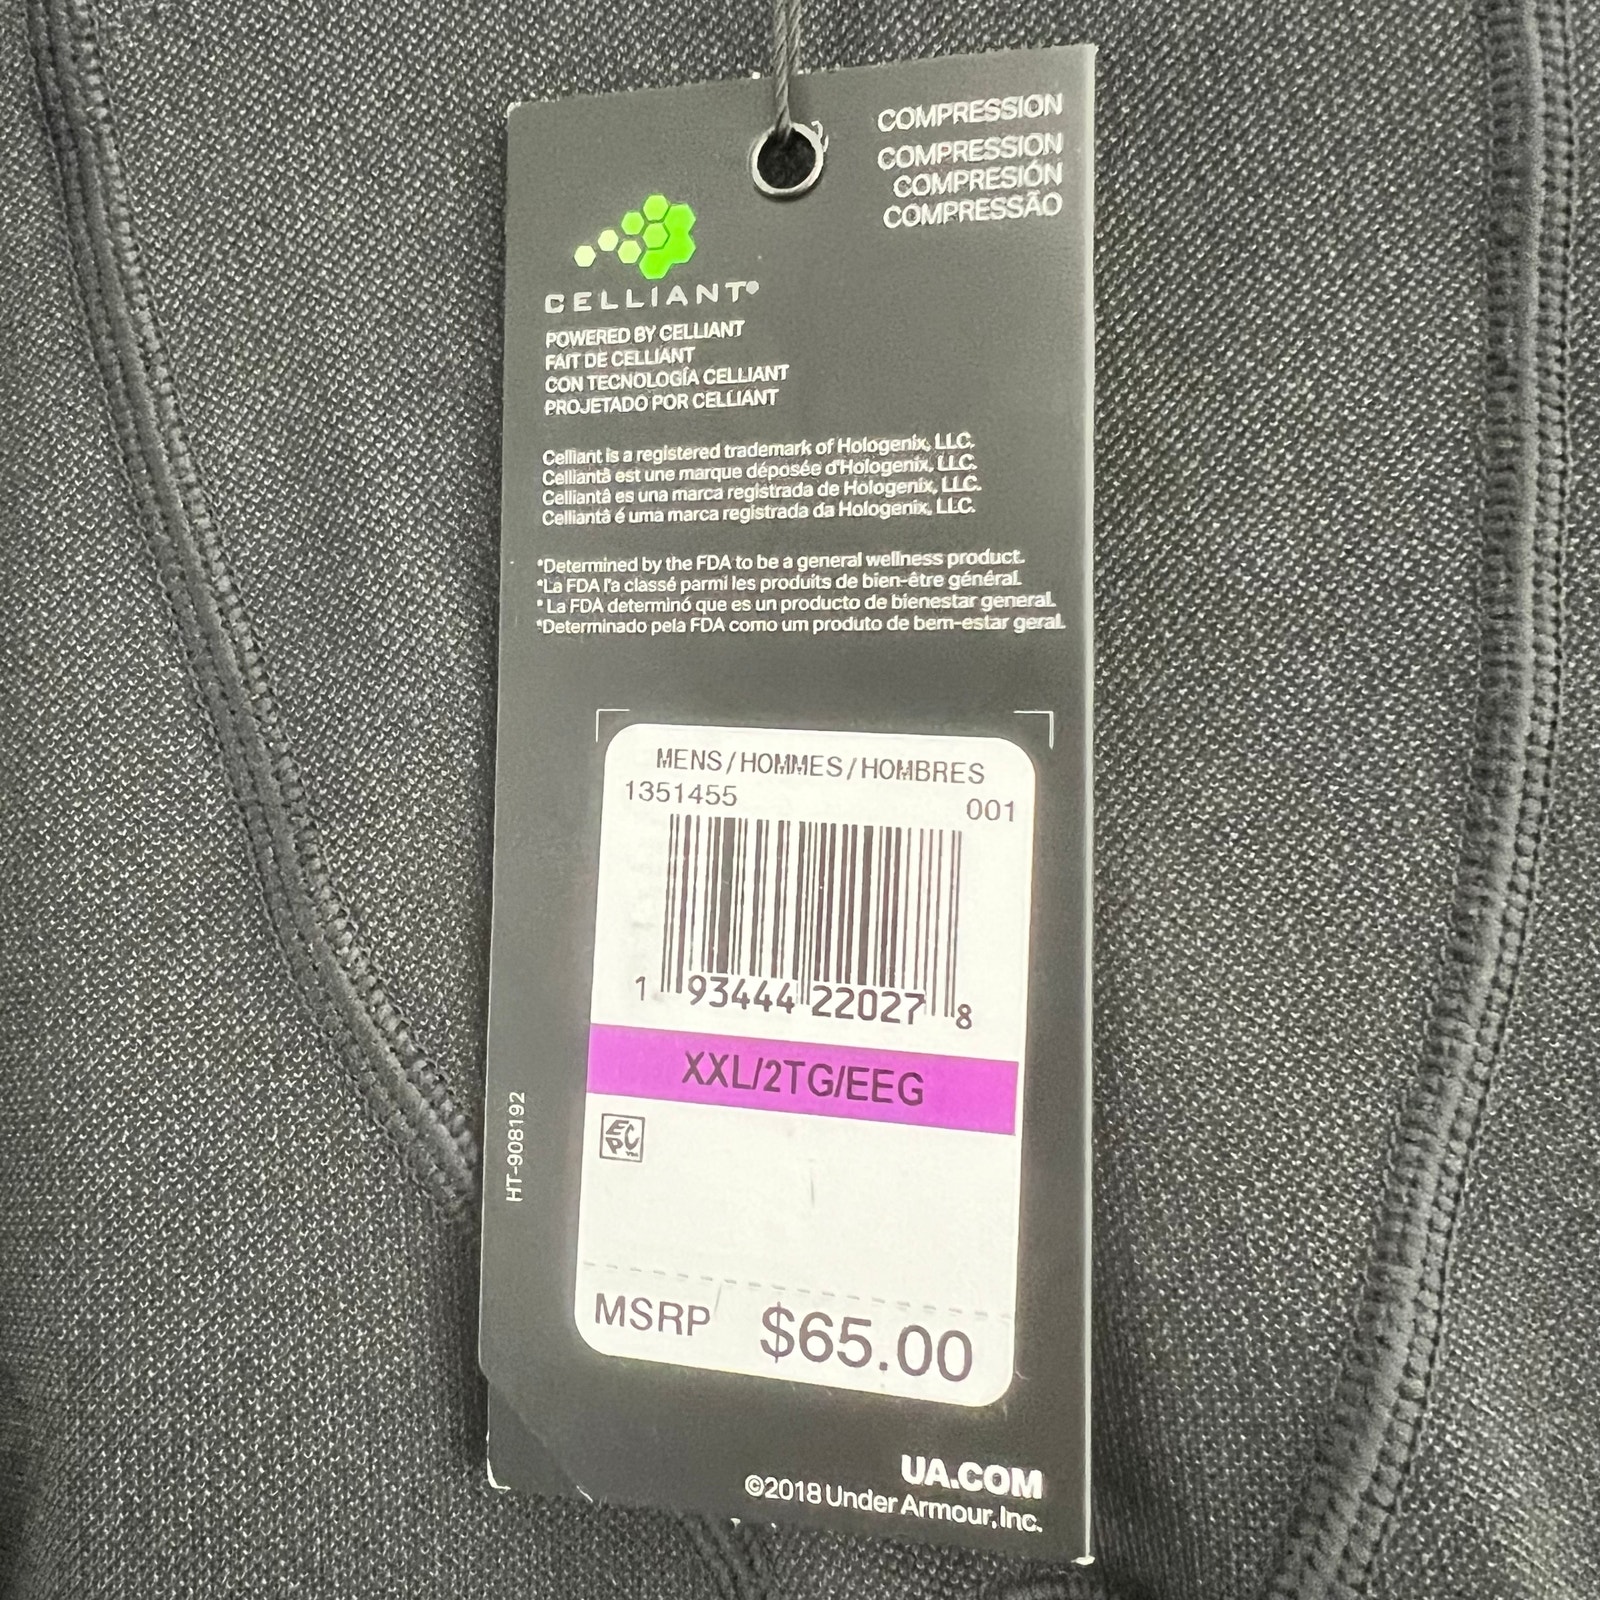 COMPRESSION
COMPRESSION
COMPRESIÓN
COMPRESSÃO
CELLIANT
POWERED BY CELLIANT
FAIT DE CELLIANT
CON TECNOLOGÍA CELLIANT
PROJETADO POR CELLIANT
Celliant is a registered trademark of Hologenix, LLC.
Celliantâ est une marque déposée d'Hologenix, LLC.
Celliantâ es una marca registrada de Hologenix, LLC.
Celliantâ é uma marca registrada da Hologenix, LLC.
*Determined by the FDA to be a general wellness product.
*La FDA l'a classé parmi les produits de bien-être général.
* La FDA determinó que es un producto de bienestar general.
*Determinado pela FDA como um produto de bem-estar geral.
MENS/HOMMES/HOMBRES
1351455 001
1 93444 22027 8
XXL/2TG/EEG
ECPC™
HT-908192
MSRP $65.00
UA.COM
©2018 Under Armour, Inc.